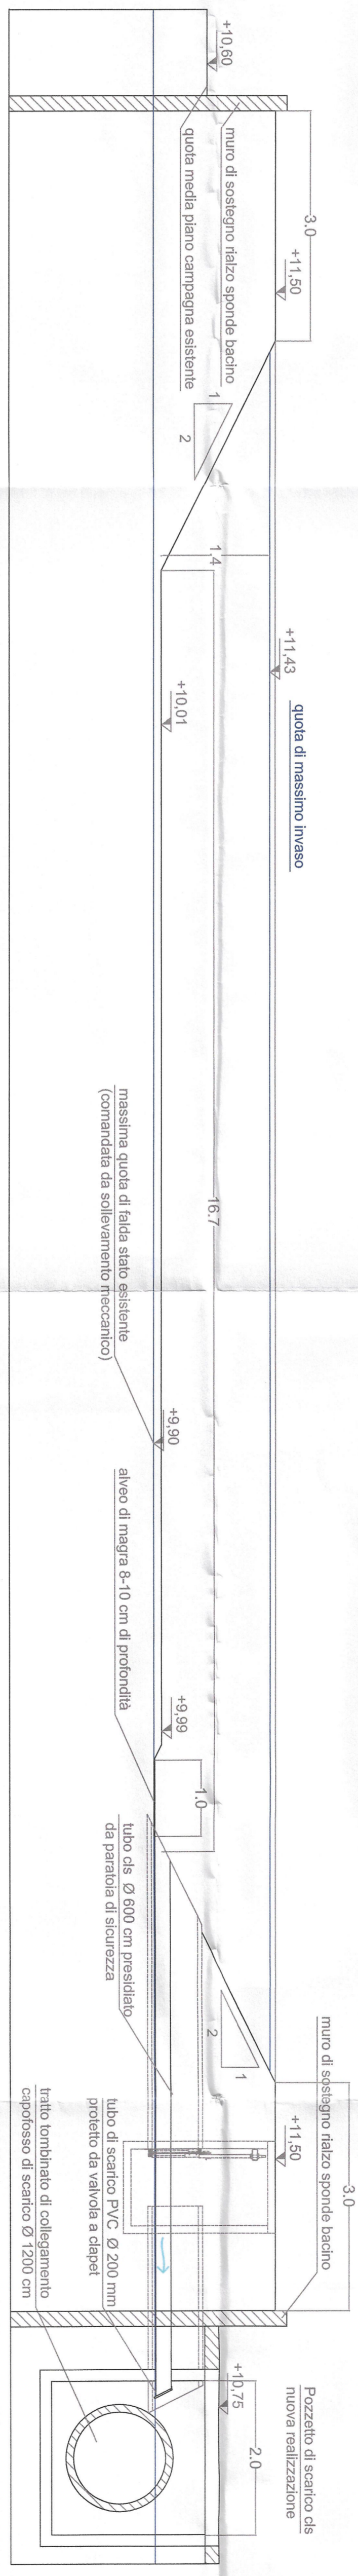 +10,60
muro di sostegno rialzo sponde bacino
quota media piano campagna esistente
3.0
+11,50
1
2
1,4
+11,43
quota di massimo invaso
+10,01
16.7
massima quota di falda stato esistente
(comandata da sollevamento meccanico)
+9,90
alveo di magra 8-10 cm di profondità
+9,99
1.0
tubo cls Ø 600 cm presidiato
da paratoia di sicurezza
2
1
muro di sostegno rialzo sponde bacino
+11,50
3.0
tubo di scarico PVC Ø 200 mm
protetto da valvola a clapet
tratto tombinato di collegamento
capofosso di scarico Ø 1200 cm
+10,75
2.0
Pozzetto di scarico cls
nuova realizzazione